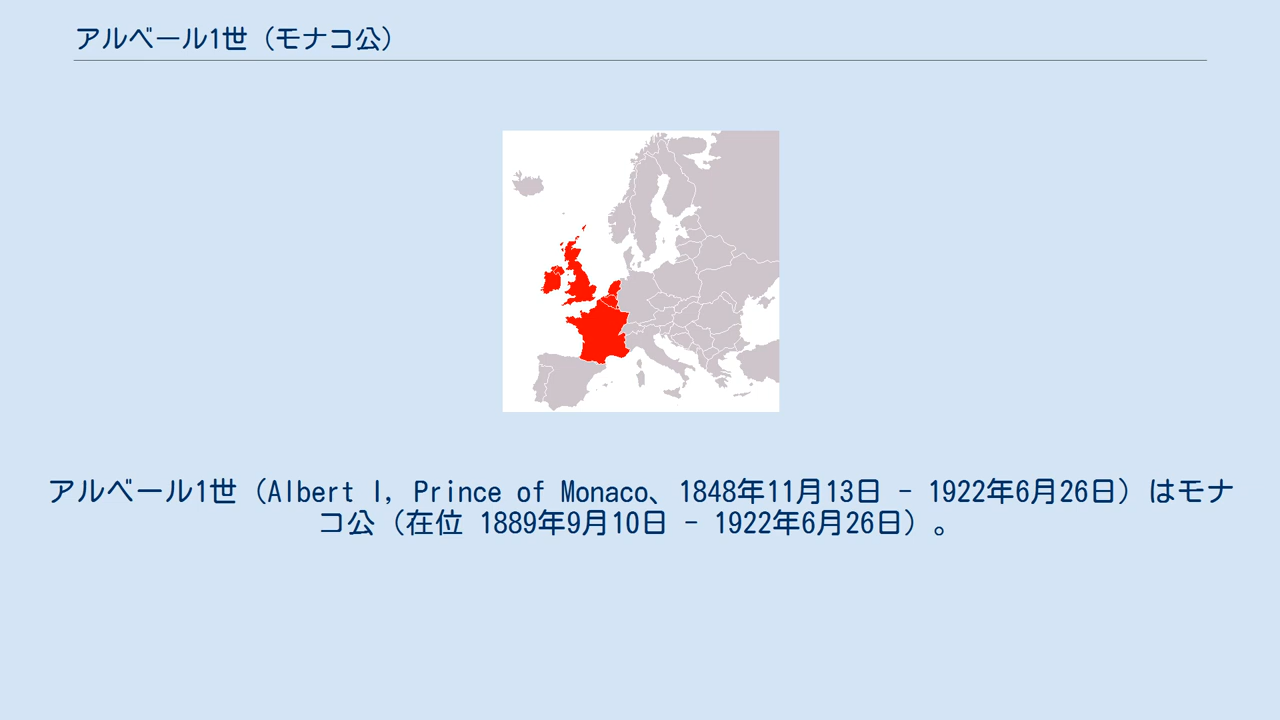 アルベール1世（モナコ公）
アルベール1世（Albert I, Prince of Monaco、1848年11月13日 - 1922年6月26日）はモナ
コ公（在位 1889年9月10日 - 1922年6月26日）。